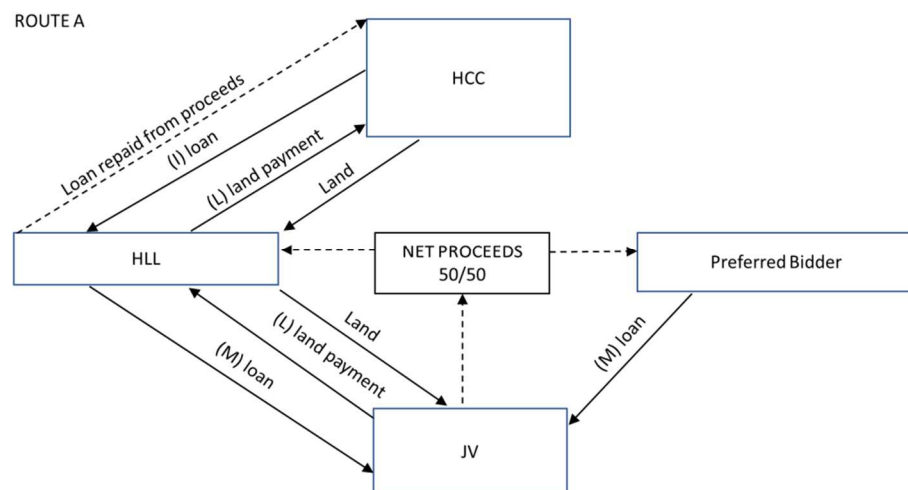 ROUTE A
HCC
Loan repaid from proceeds
(I) loan
(L) land payment
Land
HLL
NET PROCEEDS
50/50
Preferred Bidder
(M) loan
(L) land payment
Land
(M) loan
JV